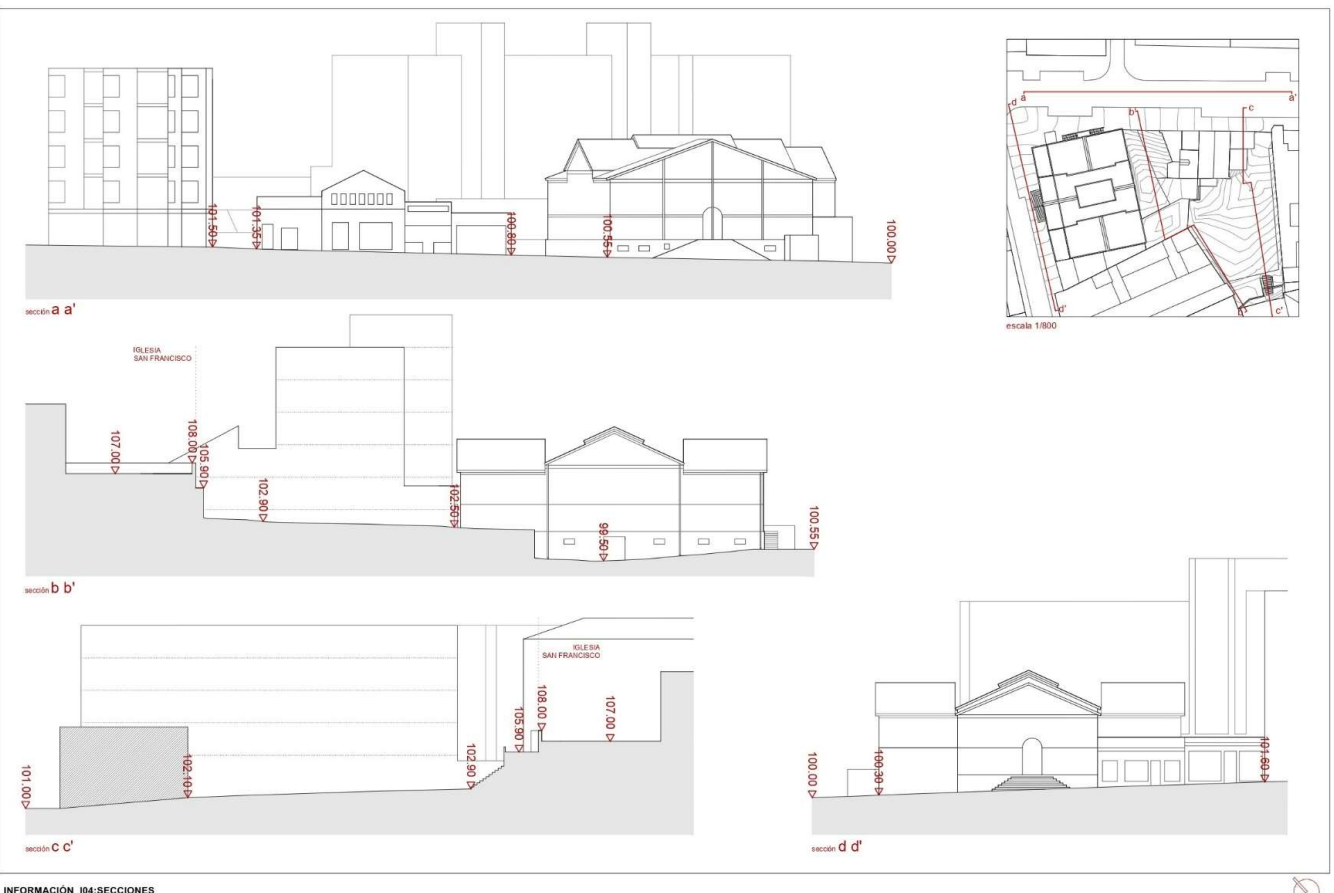 101.50
101.35
100.80
100.55
100.00
sección a a'
d
a
a'
b'
c
d'
b
c'
escala 1/800
IGLESIA
SAN FRANCISCO
107.00
108.00
105.90
102.90
102.50
99.50
100.55
sección b b'
101.00
102.10
102.90
105.90
108.00
IGLESIA
SAN FRANCISCO
107.00
sección c c'
100.00
100.30
101.60
sección d d'
INFORMACIÓN I04:SECCIONES